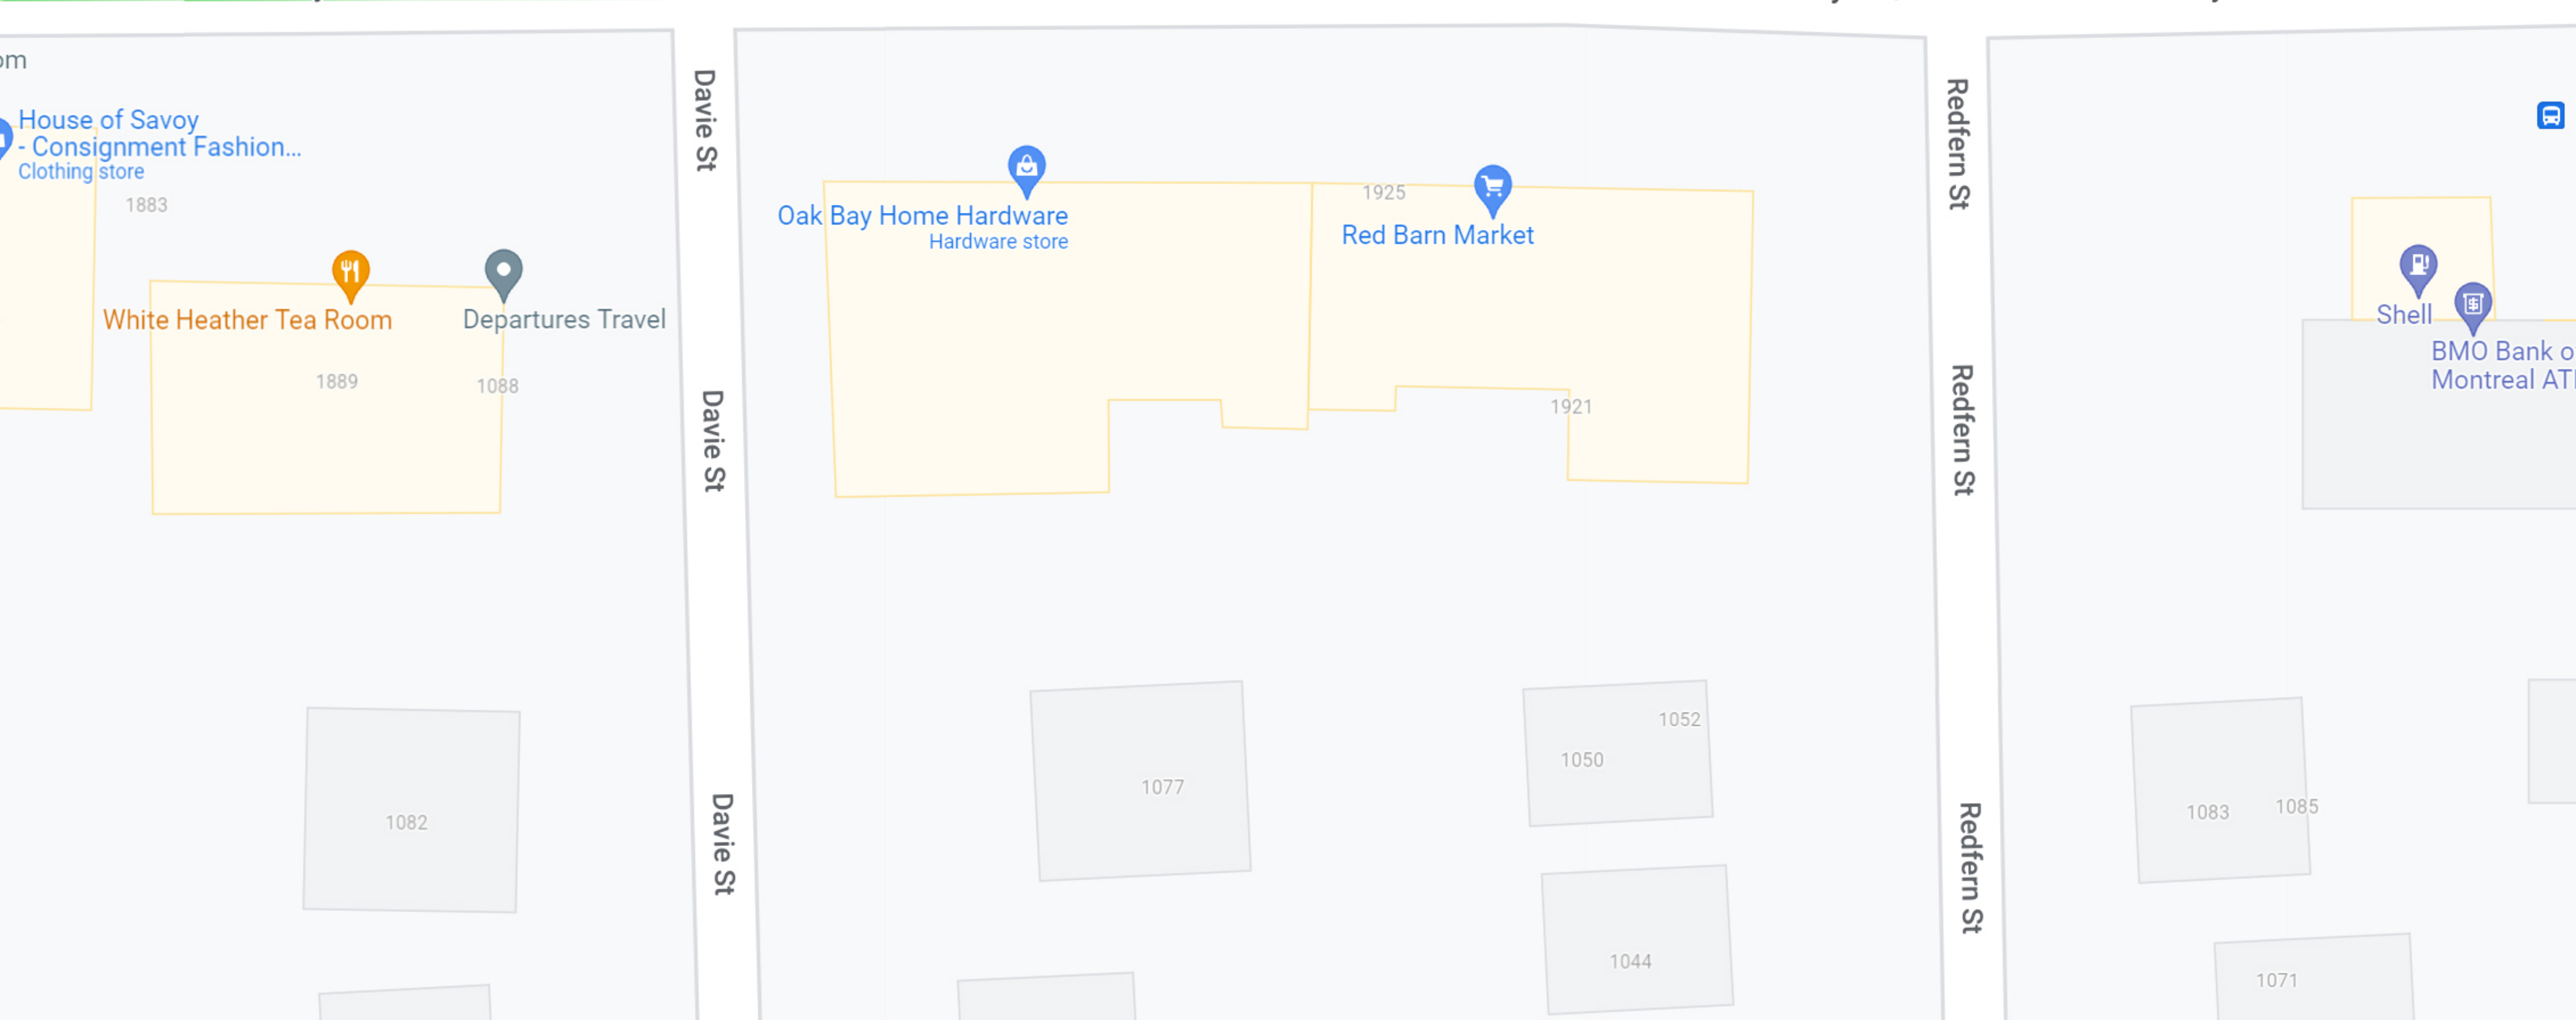 om
House of Savoy
- Consignment Fashion...
Clothing store
1883
White Heather Tea Room
Departures Travel
1889
1088
1082
Davie St
Davie St
Davie St
Oak Bay Home Hardware
Hardware store
1925
Red Barn Market
1921
1077
1052
1050
1044
Redfern St
Redfern St
Redfern St
Shell
BMO Bank o
Montreal AT
1083
1085
1071